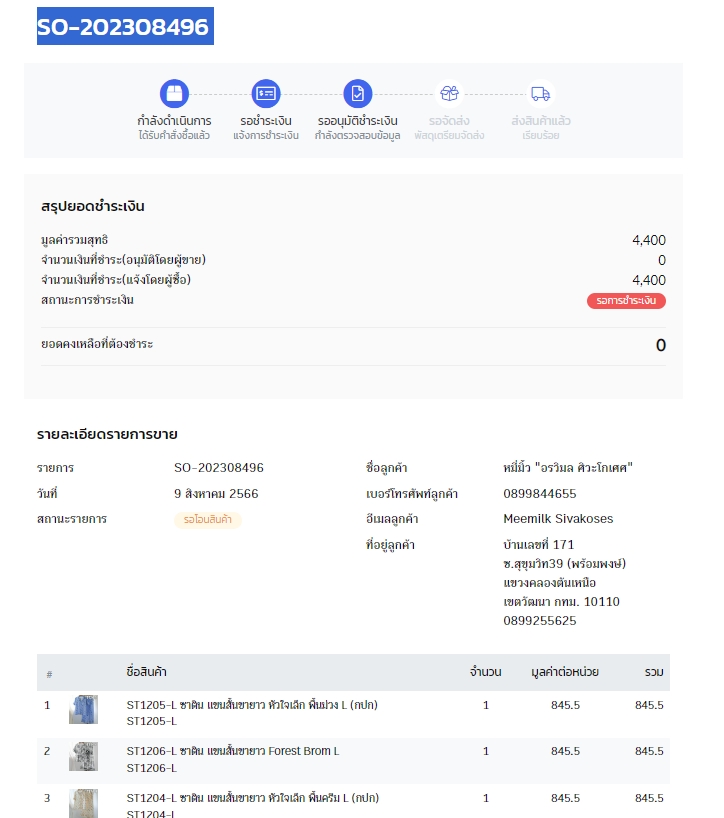 SO-202308496
กำลังดำเนินการ
ได้รับคำสั่งซื้อแล้ว
รอชำระเงิน
แจ้งการชำระเงิน
รออนุมัติชำระเงิน
กำลังตรวจสอบข้อมูล
รอจัดส่ง
พัสดุเตรียมจัดส่ง
ส่งสินค้าแล้ว
เรียบร้อย
สรุปยอดชำระเงิน
มูลค่ารวมสุทธิ 4,400
จำนวนเงินที่ชำระ(อนุมัติโดยผู้ขาย) 0
จำนวนเงินที่ชำระ(แจ้งโดยผู้ซื้อ) 4,400
สถานะการชำระเงิน รอการชำระเงิน
ยอดคงเหลือที่ต้องชำระ 0
รายละเอียดรายการขาย
รายการ SO-202308496
วันที่ 9 สิงหาคม 2566
สถานะรายการ รอโอนสินค้า
ชื่อลูกค้า หมี่มิ้ว "อรวิมล ศิวะโกเศศ"
เบอร์โทรศัพท์ลูกค้า 0899844655
อีเมลลูกค้า Meemilk Sivakoses
ที่อยู่ลูกค้า บ้านเลขที่ 171
ซ.สุขุมวิท39 (พร้อมพงษ์)
แขวงคลองตันเหนือ
เขตวัฒนา กทม. 10110
0899255625
# ชื่อสินค้า จำนวน มูลค่าต่อหน่วย รวม
1 ST1205-L ซาติน แขนสั้นขายาว หัวใจเล็ก พื้นม่วง L (กปก) 1 845.5 845.5
ST1205-L
2 ST1206-L ซาติน แขนสั้นขายาว Forest Brom L 1 845.5 845.5
ST1206-L
3 ST1204-L ซาติน แขนสั้นขายาว หัวใจเล็ก พื้นครีม L (กปก) 1 845.5 845.5
ST1204-L